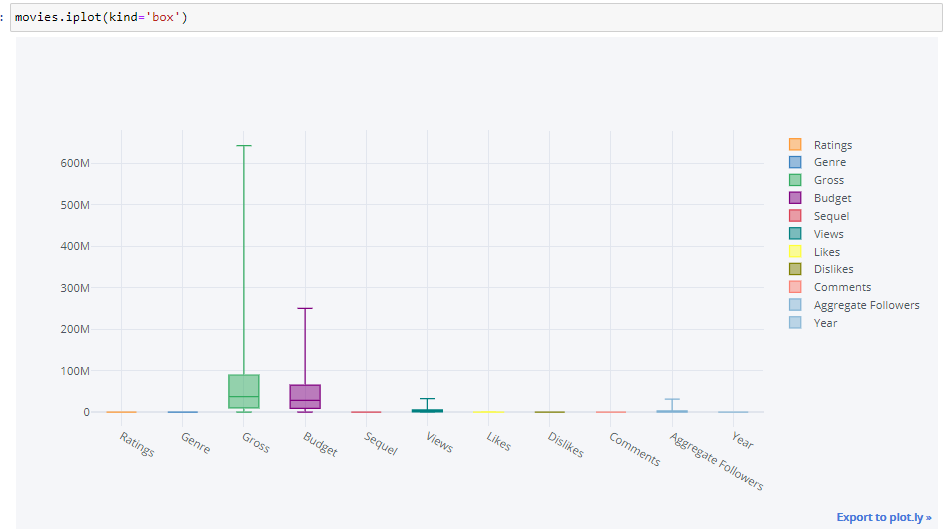 : movies.iplot(kind='box')
600M
500M
400M
300M
200M
100M
0
Ratings
Genre
Gross
Budget
Sequel
Views
Likes
Dislikes
Comments
Aggregate Followers
Year
Ratings
Genre
Gross
Budget
Sequel
Views
Likes
Dislikes
Comments
Aggregate Followers
Year
Export to plot.ly »